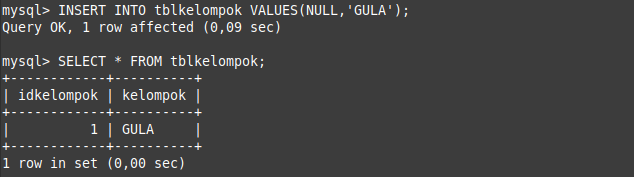 mysql> INSERT INTO tblkelompok VALUES(NULL,'GULA');
Query OK, 1 row affected (0,09 sec)

mysql> SELECT * FROM tblkelompok;
+------------+----------+
| idkelompok | kelompok |
+------------+----------+
|          1 | GULA     |
+------------+----------+
1 row in set (0,00 sec)